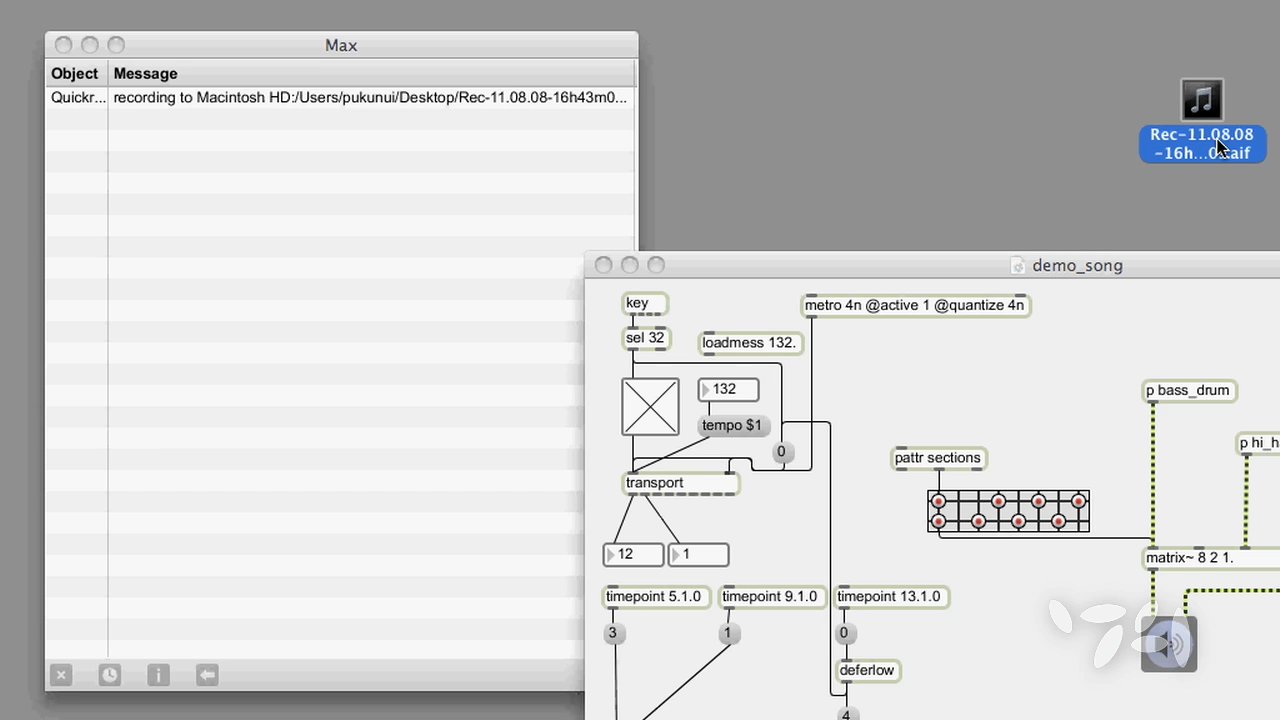 Max
Object Message
Quickr... recording to Macintosh HD:/Users/pukunui/Desktop/Rec-11.08.08-16h43m0...
Rec-11.08.08
-16h...0.aif
demo_song
key
metro 4n @active 1 @quantize 4n
sel 32
loadmess 132.
132
p bass_drum
tempo $1
p hi_h
0
pattr sections
transport
12
1
matrix~ 8 2 1.
timepoint 5.1.0
timepoint 9.1.0
timepoint 13.1.0
3
1
0
deferlow
4